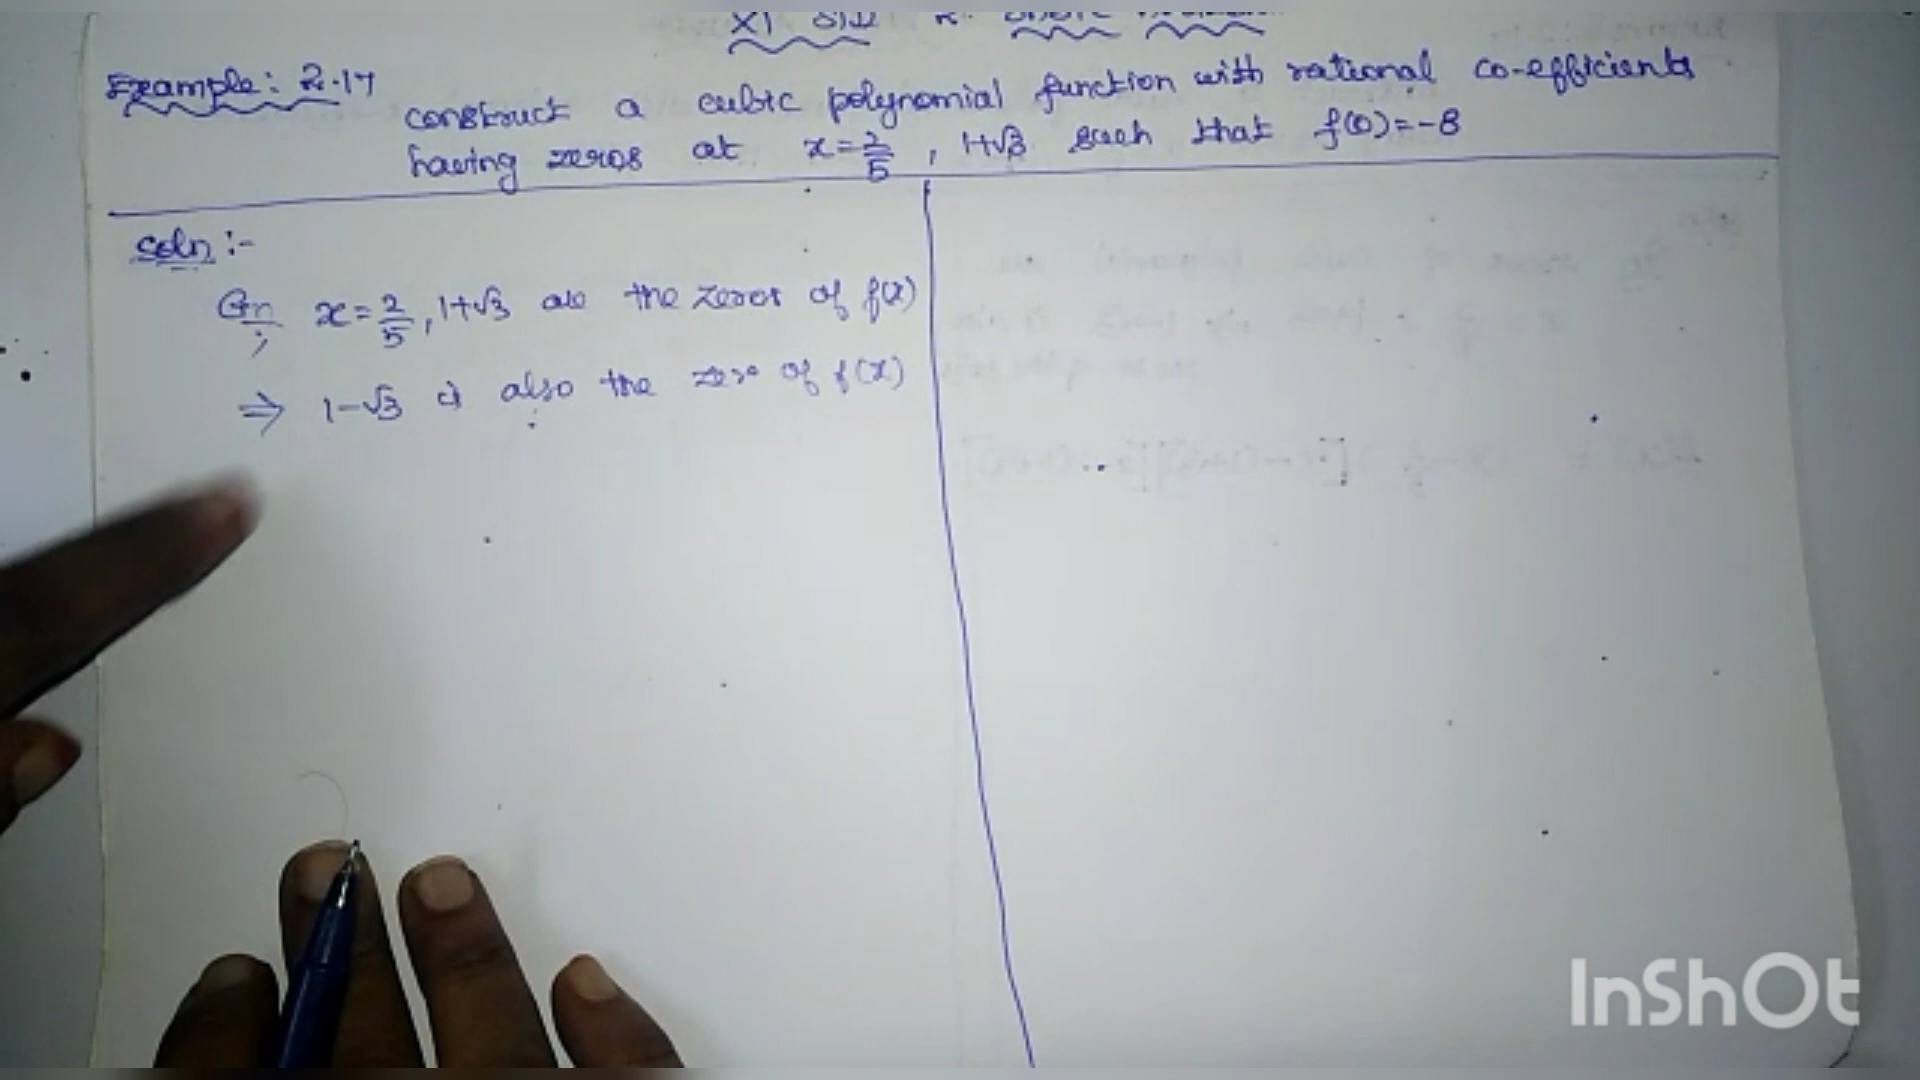 XI STD 2.
Example: 2.17
construct a cubic polynomial function with rational co-efficients
having zeros at x=2/5, 1+√3 such that f(0)=-8
Soln :-
Gn; x=2/5, 1+√3 are the zeros of f(x)
⇒ 1-√3 is also the zero of f(x)
InShOt